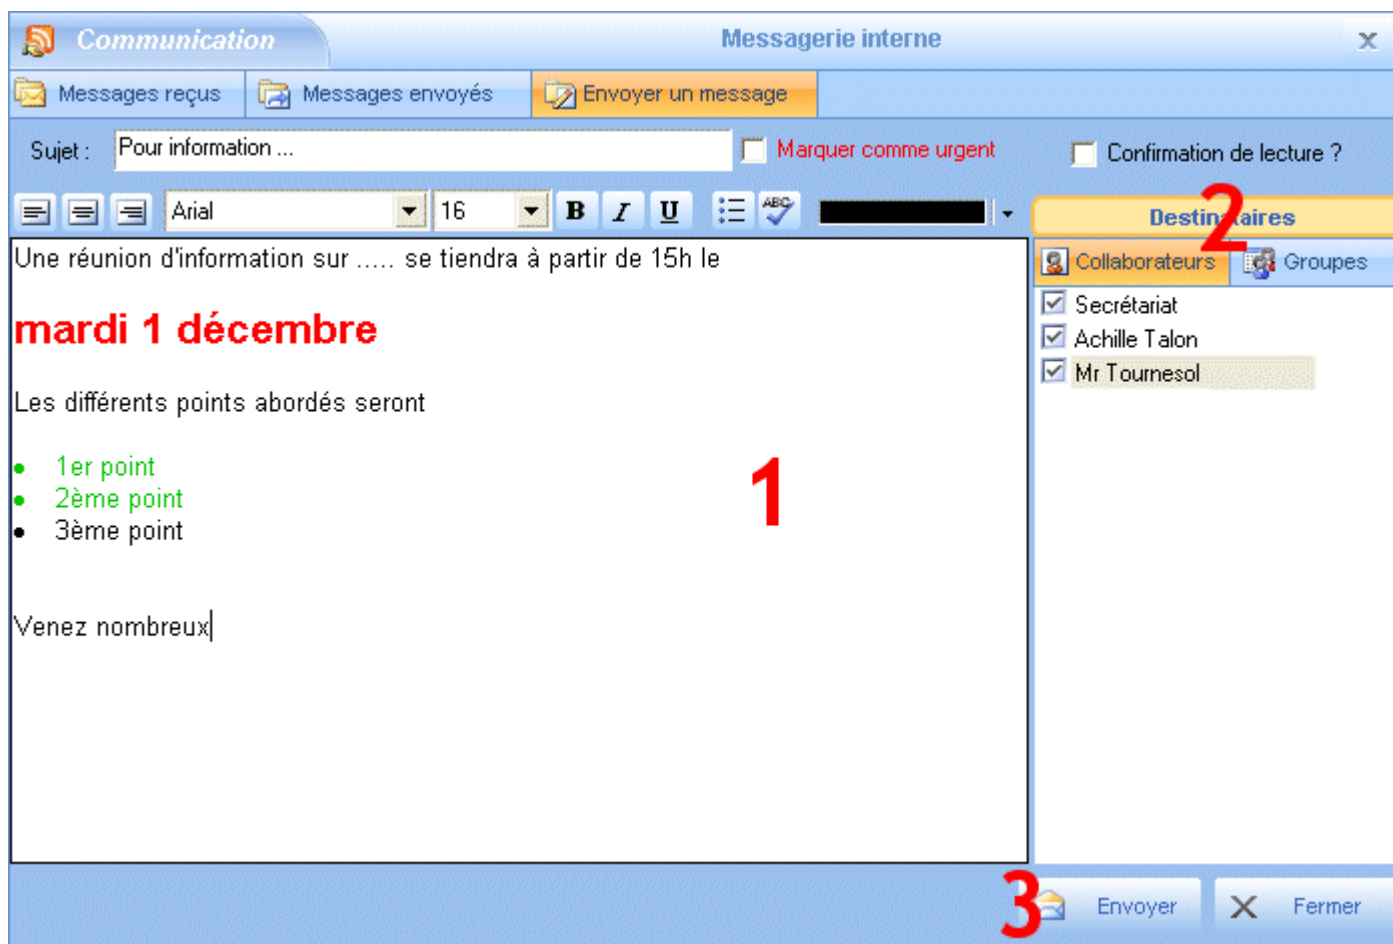 Communication
Messagerie interne
x
Messages reçus
Messages envoyés
Envoyer un message
Sujet :
Pour information ...
Marquer comme urgent
Confirmation de lecture ?
Arial
16
B I U
ABC
Destinataires
2
Collaborateurs
Groupes
Une réunion d'information sur ..... se tiendra à partir de 15h le
mardi 1 décembre
Les différents points abordés seront
• 1er point
• 2ème point
• 3ème point
Venez nombreux
1
Secrétariat
Achille Talon
Mr Tournesol
3
Envoyer
Fermer